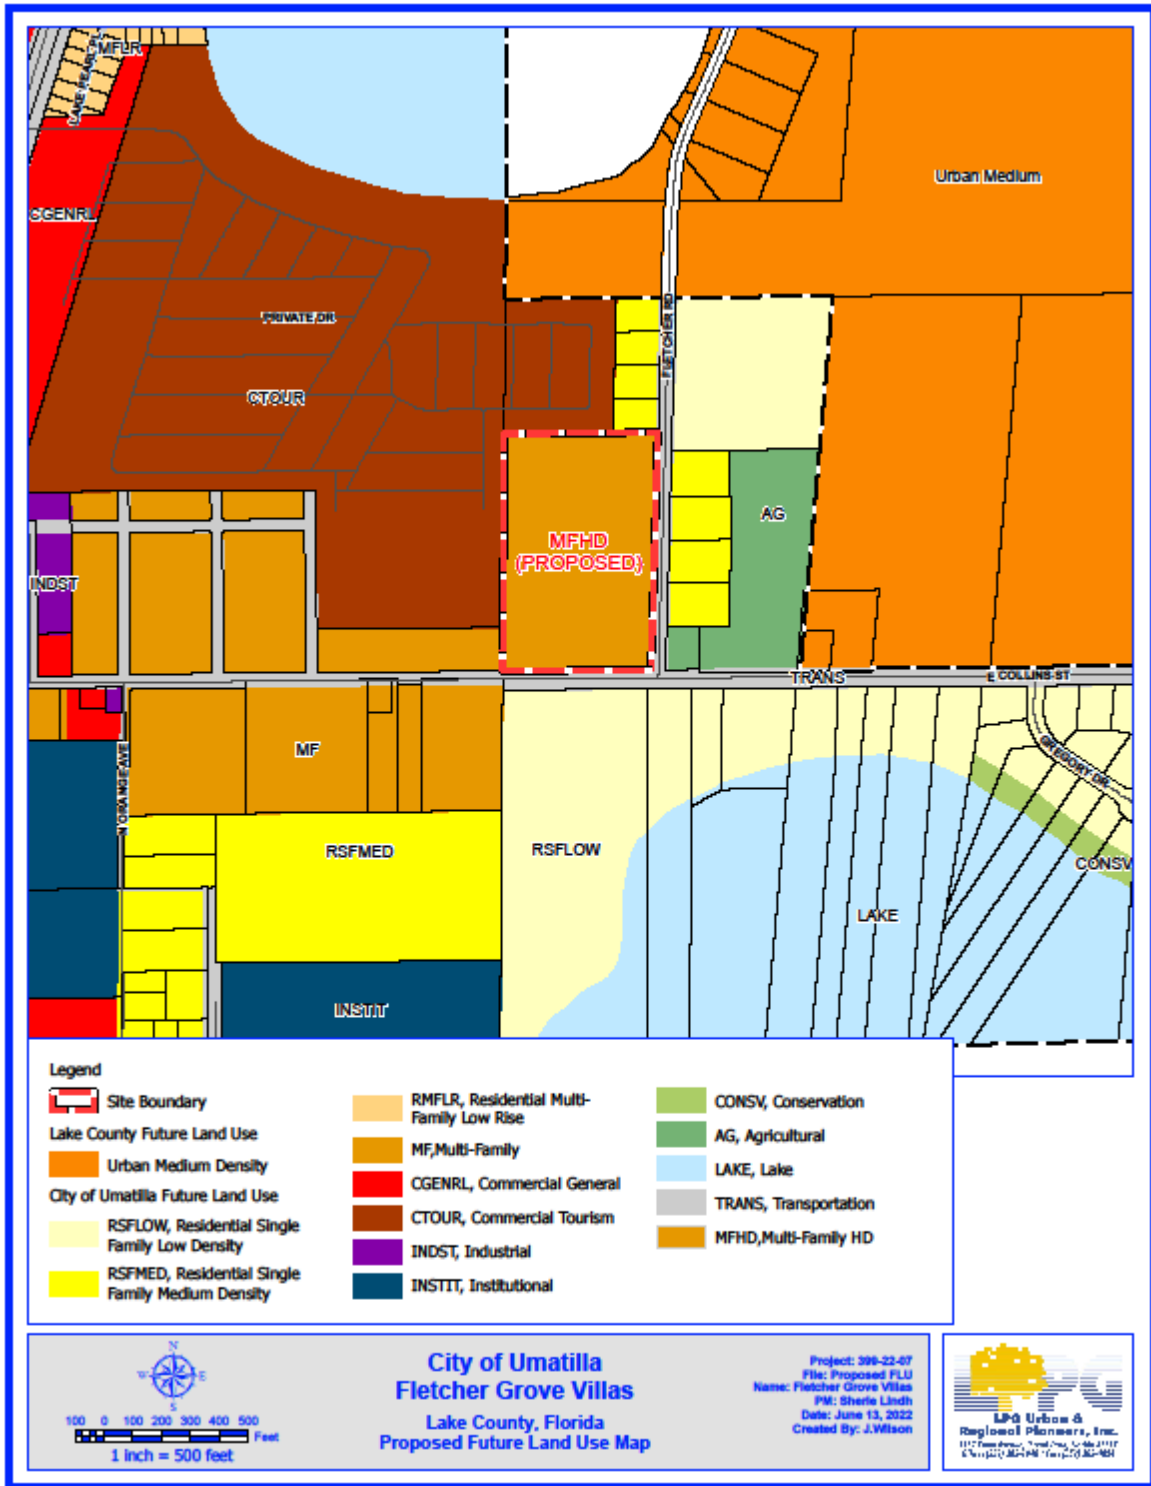 MFLR
LAKE PEARL PL
CGENRL
Urban Medium
PRIVATE DR
FLETCHER RD
CTOUR
AG
MFHD
(PROPOSED)
INDST
TRANS
E COLLINS ST
GREGORY DR
N ORANGE AVE
MF
RSFMED
RSFLOW
CONSV
LAKE
INSTIT
Legend
Site Boundary
Lake County Future Land Use
Urban Medium Density
City of Umatilla Future Land Use
RSFLOW, Residential Single
Family Low Density
RSFMED, Residential Single
Family Medium Density
RMFLR, Residential Multi-
Family Low Rise
MF,Multi-Family
CGENRL, Commercial General
CTOUR, Commercial Tourism
INDST, Industrial
INSTIT, Institutional
CONSV, Conservation
AG, Agricultural
LAKE, Lake
TRANS, Transportation
MFHD,Multi-Family HD
N
W E
S
100 0 100 200 300 400 500
Feet
1 inch = 500 feet
City of Umatilla
Fletcher Grove Villas
Lake County, Florida
Proposed Future Land Use Map
Project: 399-22-07
File: Proposed FLU
Name: Fletcher Grove Villas
PM: Sherie Lindh
Date: June 13, 2022
Created By: J.Wilson
LPG
LPG Urban &
Regional Planners, Inc.